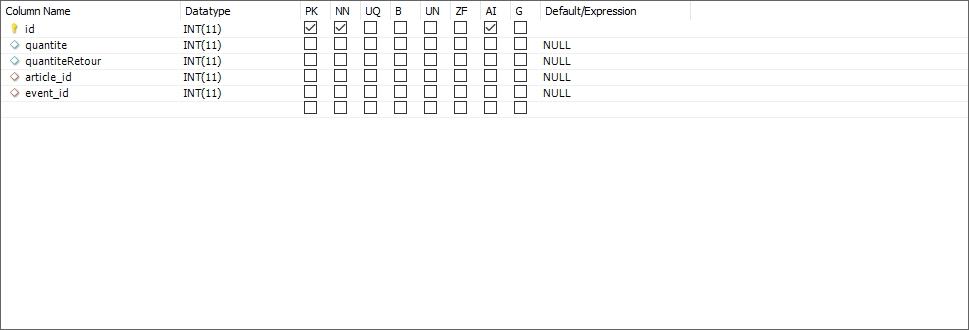 Column Name Datatype PK NN UQ B UN ZF AI G Default/Expression
id INT(11)
quantite INT(11) NULL
quantiteRetour INT(11) NULL
article_id INT(11) NULL
event_id INT(11) NULL